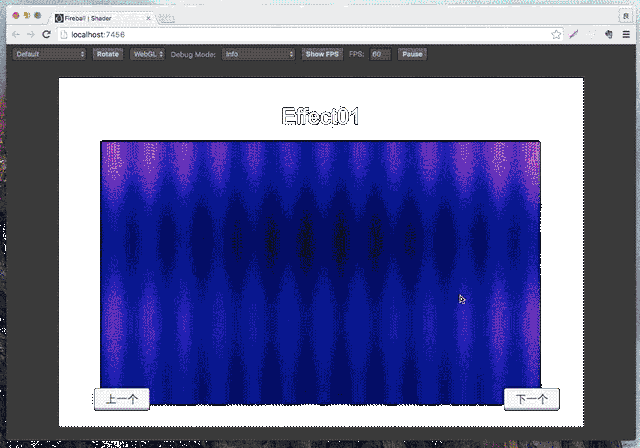 Fireball | Shader
localhost:7456
Default Rotate WebGL Debug Mode: Info Show FPS FPS: 60 Pause
Effect01
上一个 下一个